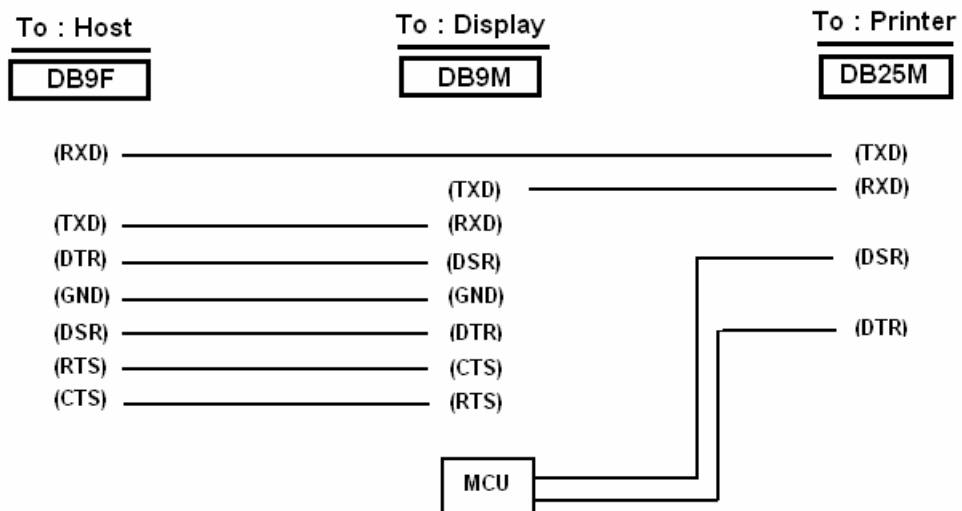 To : Host To : Display To : Printer
DB9F DB9M DB25M
(RXD) (TXD)
(TXD) (RXD)
(TXD) (RXD)
(DTR) (DSR) (DSR)
(GND) (GND)
(DSR) (DTR) (DTR)
(RTS) (CTS)
(CTS) (RTS)
MCU